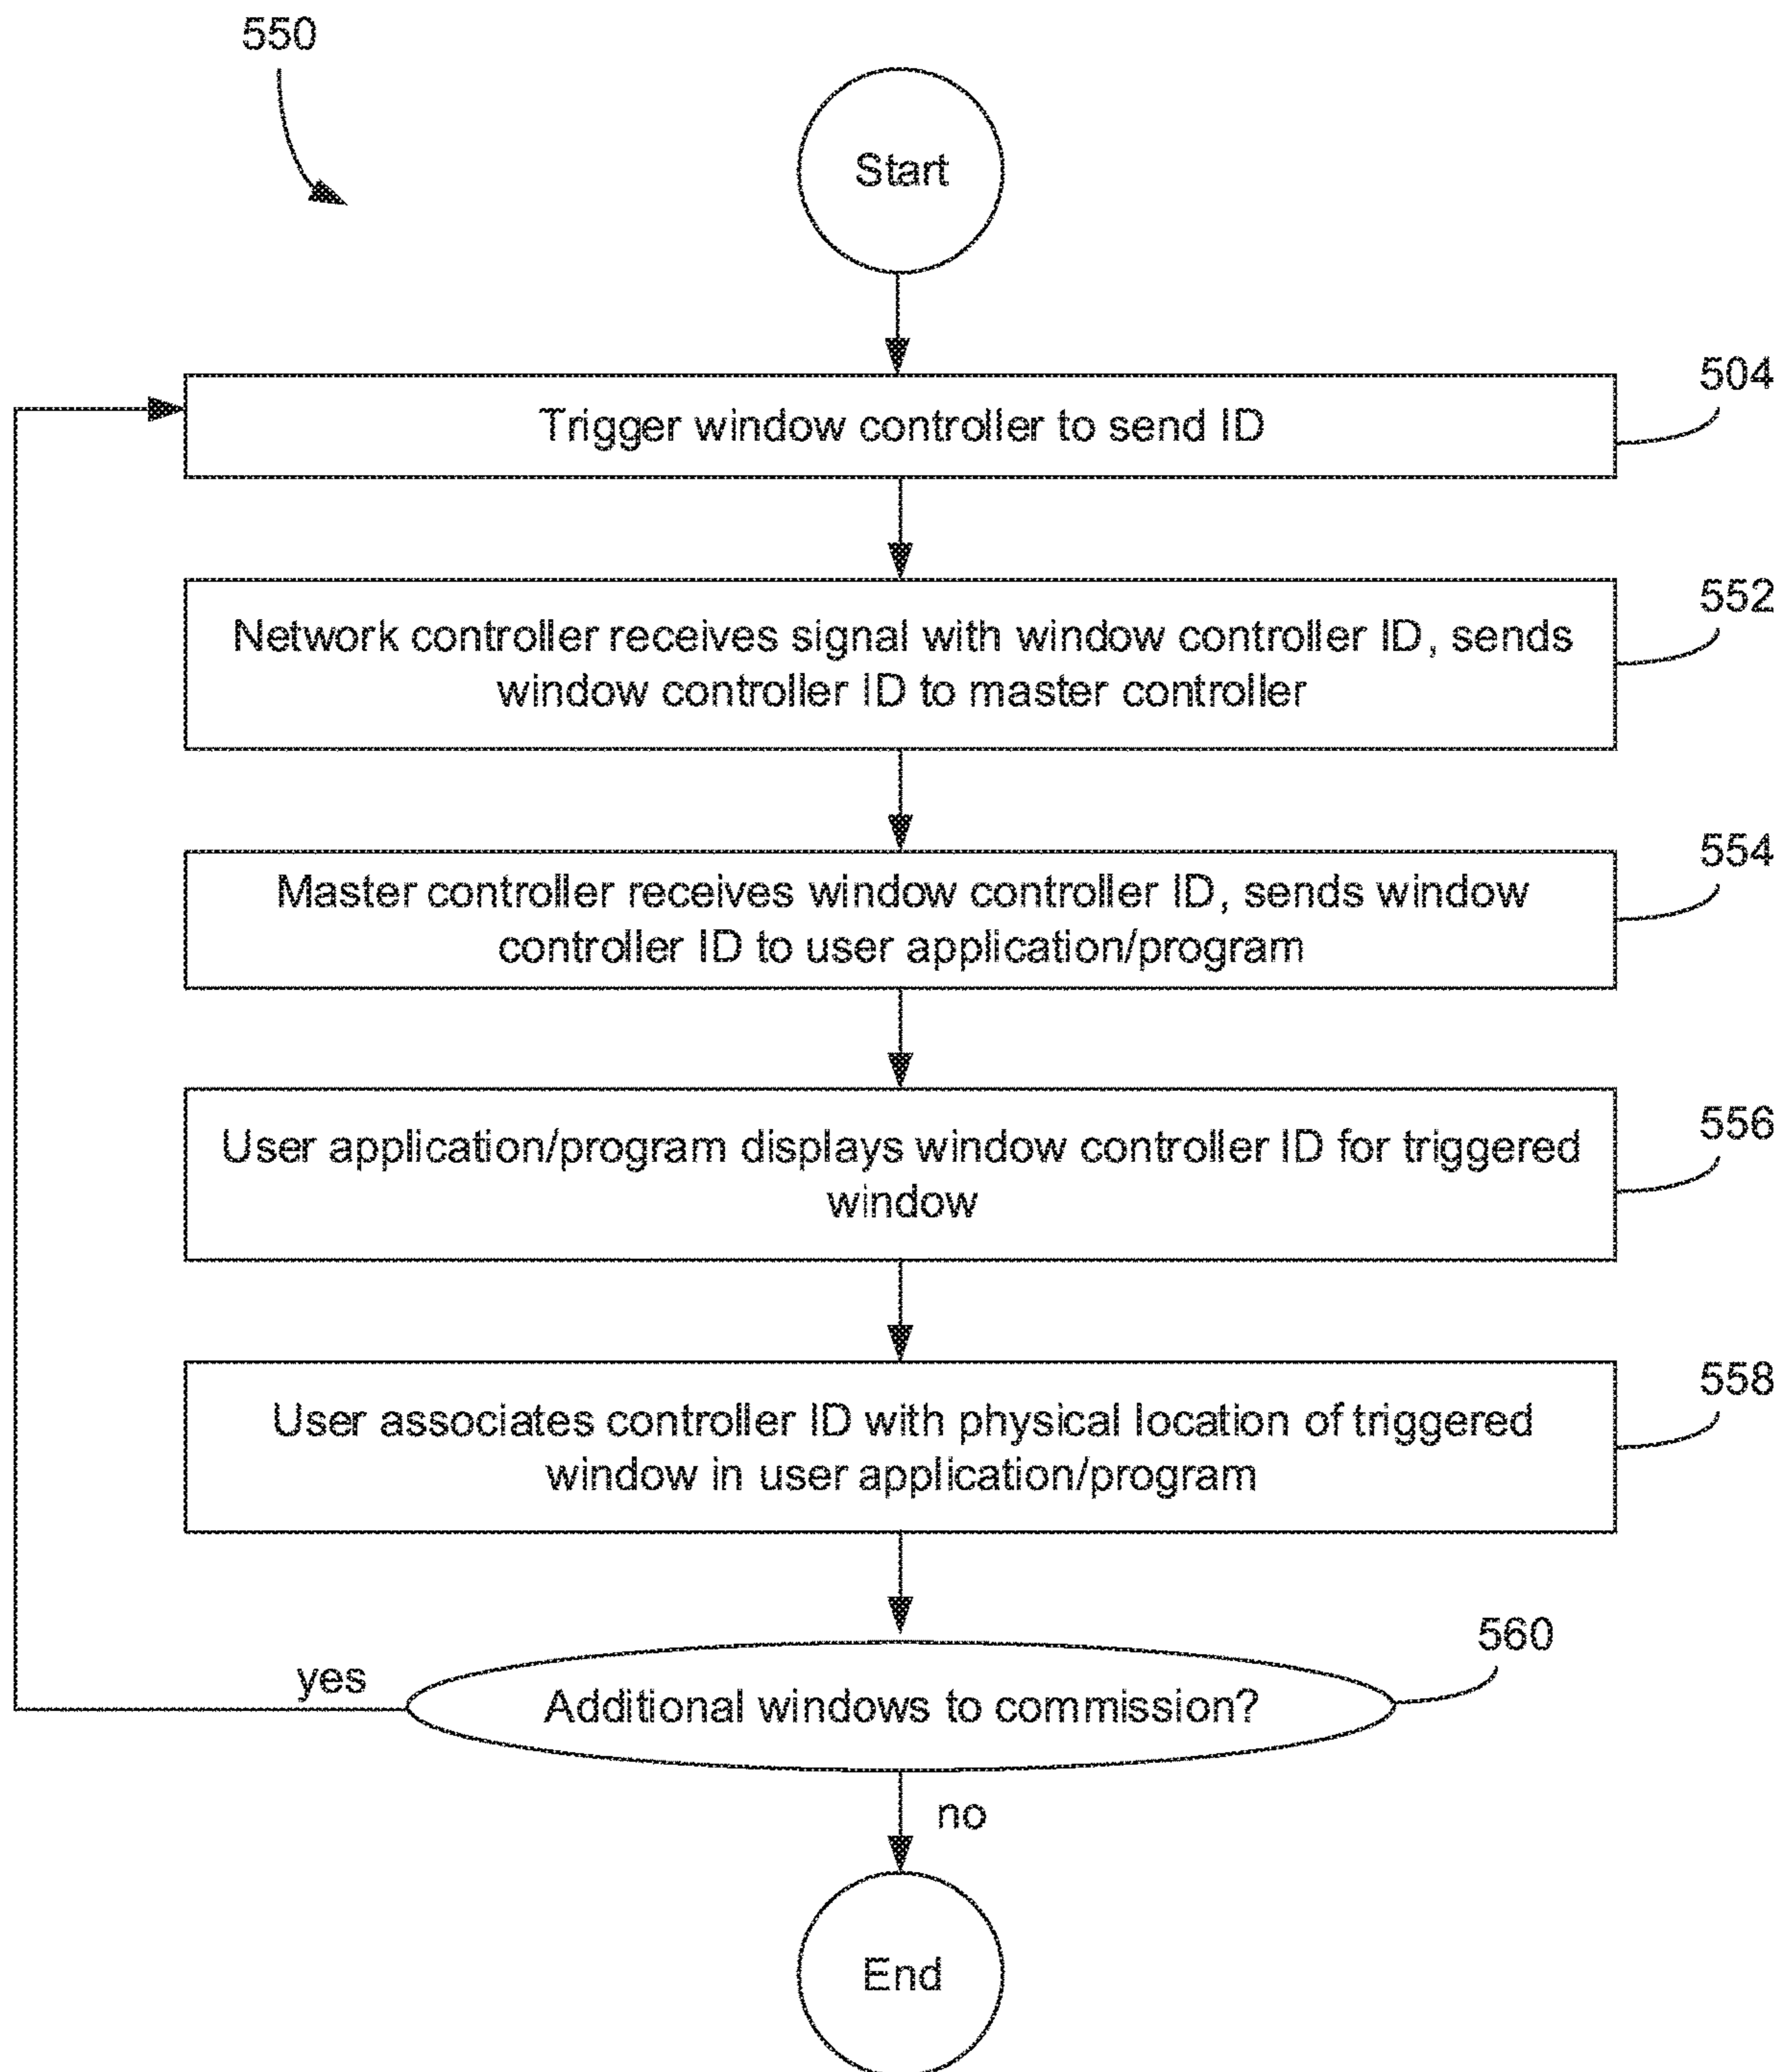 550
Start
504
Trigger window controller to send ID
552
Network controller receives signal with window controller ID, sends
window controller ID to master controller
554
Master controller receives window controller ID, sends window
controller ID to user application/program
556
User application/program displays window controller ID for triggered
window
558
User associates controller ID with physical location of triggered
window in user application/program
560
yes
Additional windows to commission?
no
End